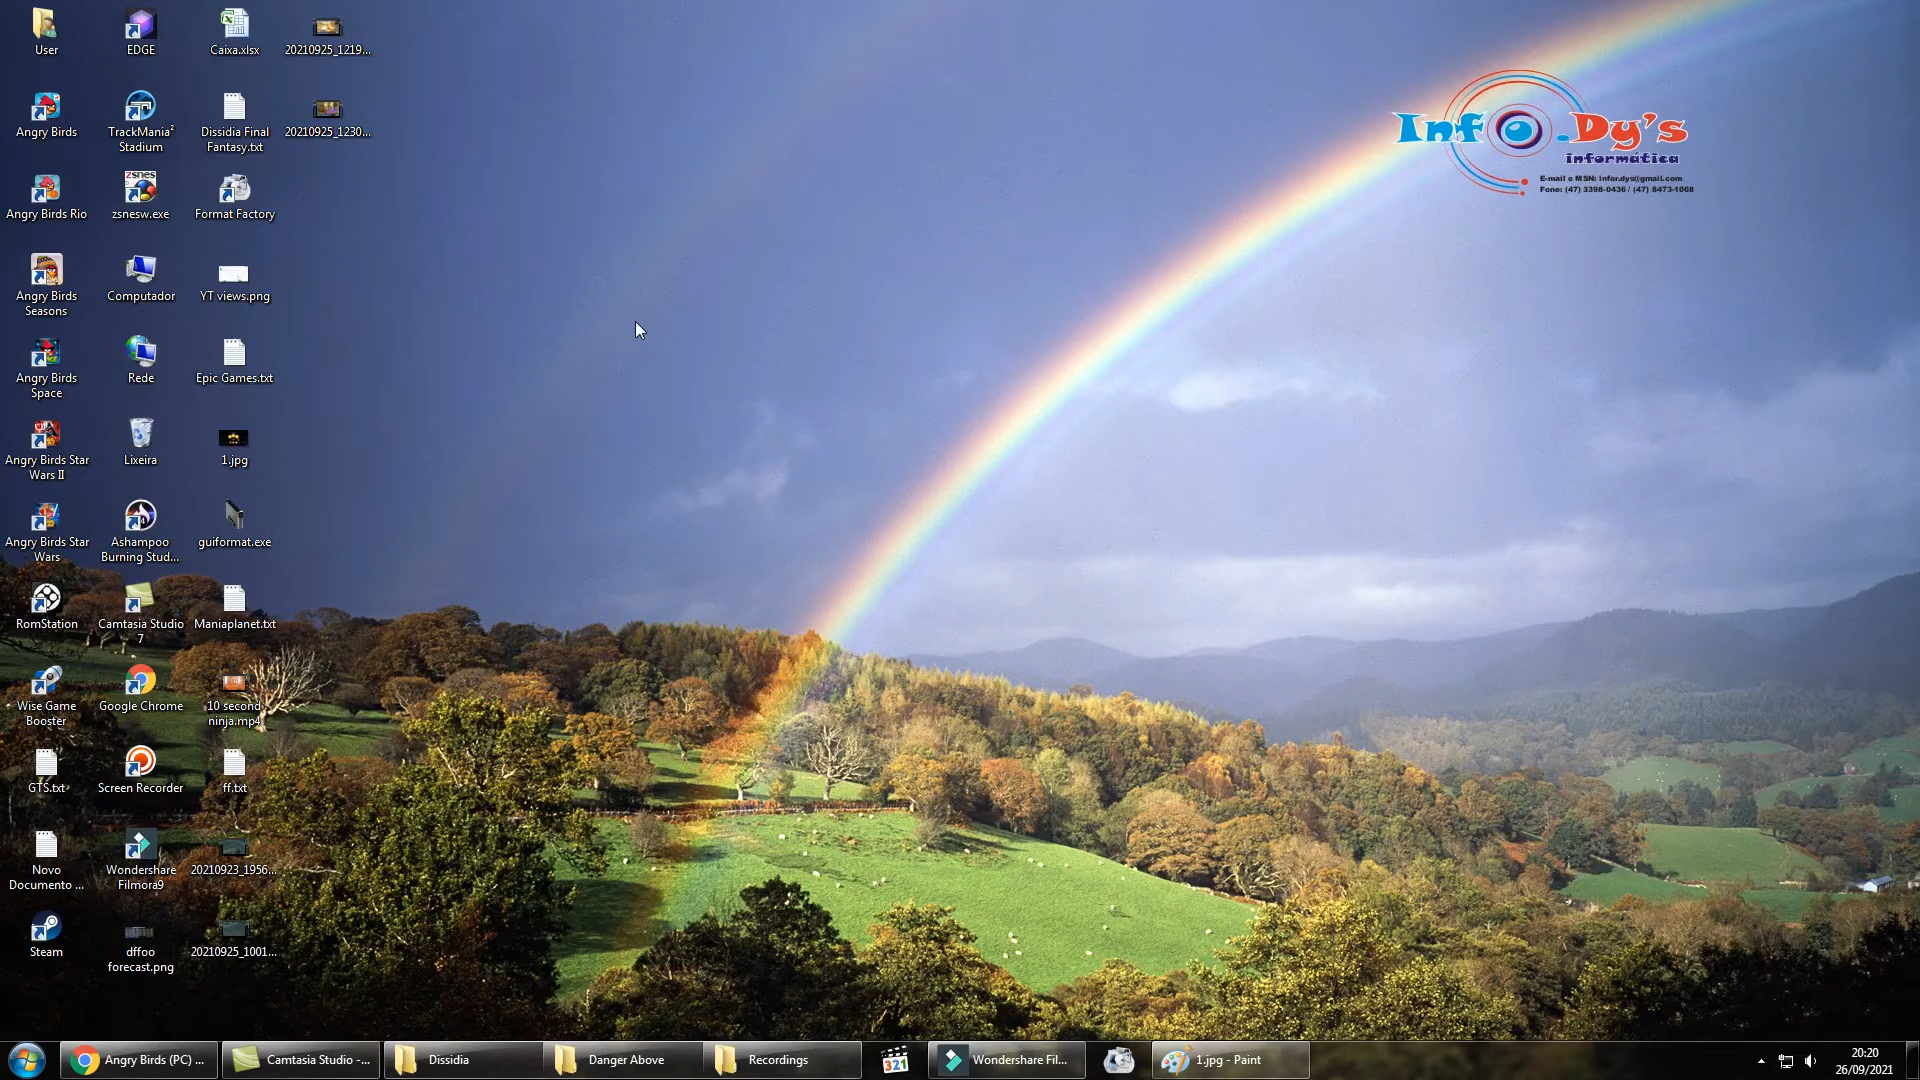 User
EDGE
Caixa.xlsx
20210925_1219...
Angry Birds
TrackMania²
Stadium
Dissidia Final
Fantasy.txt
20210925_1230...
Angry Birds Rio
zsnes
zsnesw.exe
Format Factory
Angry Birds
Seasons
Computador
YT views.png
Angry Birds
Space
Rede
Epic Games.txt
Angry Birds Star
Wars II
Lixeira
1.jpg
Angry Birds Star
Wars
Ashampoo
Burning Stud...
guiformat.exe
RomStation
Camtasia Studio
7
Maniaplanet.txt
Wise Game
Booster
Google Chrome
10 second
ninja.mp4
GTS.txt
Screen Recorder
ff.txt
Novo
Documento ...
Wondershare
Filmora9
20210923_1956...
Steam
dffoo
forecast.png
20210925_1001...
Info.Dy's
informática
E-mail e MSN: infor.dys@gmail.com
Fone: (47) 3398-0436 / (47) 8473-1068
Angry Birds (PC) ...
Camtasia Studio -...
Dissidia
Danger Above
Recordings
321
Wondershare Fil...
1.jpg - Paint
20:20
26/09/2021